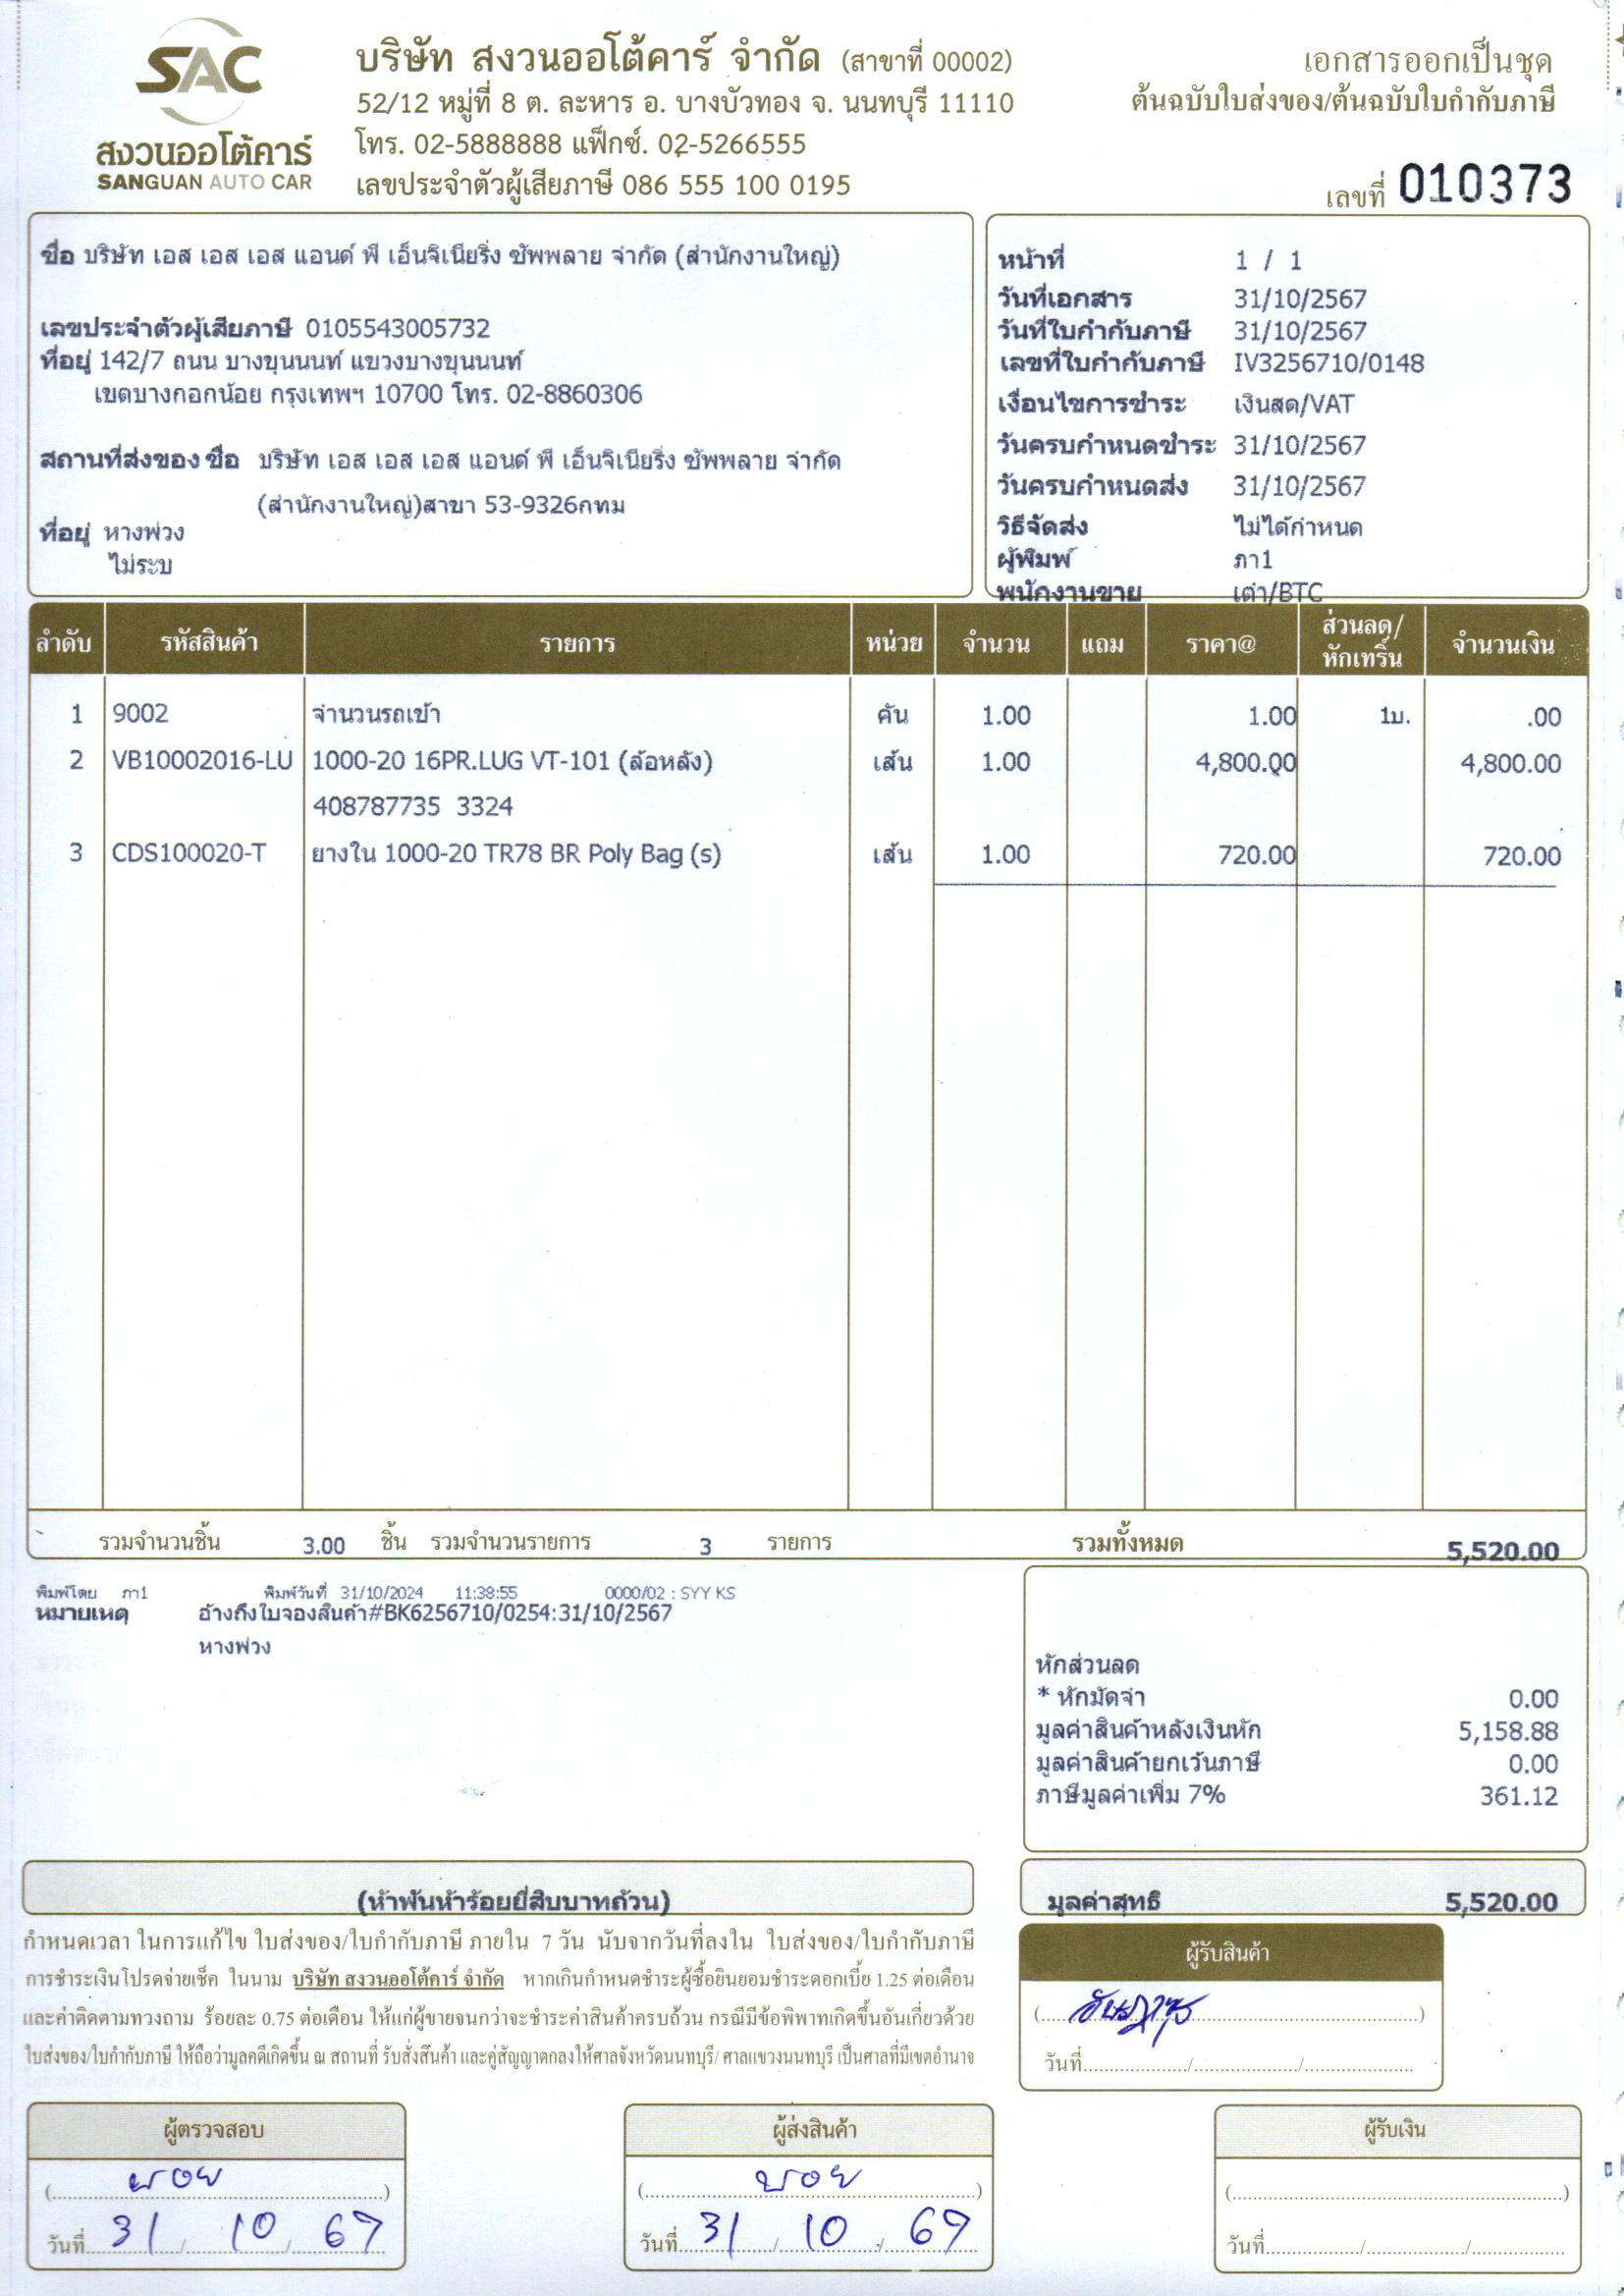 SAC
สงวนออโต้คาร์
SANGUAN AUTO CAR
บริษัท สงวนออโต้คาร์ จำกัด (สาขาที่ 00002)
52/12 หมู่ที่ 8 ต. ละหาร อ. บางบัวทอง จ. นนทบุรี 11110
โทร. 02-5888888 แฟ็กซ์. 02-5266555
เลขประจำตัวผู้เสียภาษี 086 555 100 0195
เอกสารออกเป็นชุด
ต้นฉบับใบส่งของ/ต้นฉบับใบกำกับภาษี
เลขที่ 010373
ชื่อ บริษัท เอส เอส เอส แอนด์ พี เอ็นจิเนียริ่ง ซัพพลาย จำกัด (สำนักงานใหญ่)
เลขประจำตัวผู้เสียภาษี 0105543005732
ที่อยู่ 142/7 ถนน บางขุนนนท์ แขวงบางขุนนนท์
เขตบางกอกน้อย กรุงเทพฯ 10700 โทร. 02-8860306
สถานที่ส่งของ ชื่อ บริษัท เอส เอส เอส แอนด์ พี เอ็นจิเนียริ่ง ซัพพลาย จำกัด
(สำนักงานใหญ่)สาขา 53-9326กทม
ที่อยู่ หางพ่วง
ไม่ระบ
หน้าที่ 1 / 1
วันที่เอกสาร 31/10/2567
วันที่ใบกำกับภาษี 31/10/2567
เลขที่ใบกำกับภาษี IV3256710/0148
เงื่อนไขการชำระ เงินสด/VAT
วันครบกำหนดชำระ 31/10/2567
วันครบกำหนดส่ง 31/10/2567
วิธีจัดส่ง ไม่ได้กำหนด
ผู้พิมพ์ ภา1
พนักงานขาย เต่า/BTC
ลำดับ รหัสสินค้า รายการ หน่วย จำนวน แถม ราคา@ ส่วนลด/หักเทริ์น จำนวนเงิน
1 9002 จำนวนรถเข้า คัน 1.00 1.00 1บ. .00
2 VB10002016-LU 1000-20 16PR.LUG VT-101 (ล้อหลัง) เส้น 1.00 4,800.00 4,800.00
408787735 3324
3 CDS100020-T ยางใน 1000-20 TR78 BR Poly Bag (s) เส้น 1.00 720.00 720.00
รวมจำนวนชิ้น 3.00 ชิ้น รวมจำนวนรายการ 3 รายการ รวมทั้งหมด 5,520.00
พิมพ์โดย ภา1 พิมพ์วันที่ 31/10/2024 11:38:55 0000/02 : SYY KS
หมายเหตุ อ้างถึงใบจองสินค้า#BK6256710/0254:31/10/2567
หางพ่วง
หักส่วนลด
* หักมัดจำ 0.00
มูลค่าสินค้าหลังเงินหัก 5,158.88
มูลค่าสินค้ายกเว้นภาษี 0.00
ภาษีมูลค่าเพิ่ม 7% 361.12
(ห้าพันห้าร้อยยี่สิบบาทถ้วน)
มูลค่าสุทธิ 5,520.00
กำหนดเวลา ในการแก้ไข ใบส่งของ/ใบกำกับภาษี ภายใน 7 วัน นับจากวันที่ลงใน ใบส่งของ/ใบกำกับภาษี
การชำระเงินโปรดจ่ายเช็ค ในนาม บริษัท สงวนออโต้คาร์ จำกัด หากเกินกำหนดชำระผู้ซื้อยินยอมชำระดอกเบี้ย 1.25 ต่อเดือน
และค่าติดตามทวงถาม ร้อยละ 0.75 ต่อเดือน ให้แก่ผู้ขายจนกว่าจะชำระค่าสินค้าครบถ้วน กรณีมีข้อพิพาทเกิดขึ้นอันเกี่ยวด้วย
ใบส่งของ/ใบกำกับภาษี ให้ถือว่ามูลคดีเกิดขึ้น ณ สถานที่ รับสั่งสินค้า และคู่สัญญาตกลงให้ศาลจังหวัดนนทบุรี/ ศาลแขวงนนทบุรี เป็นศาลที่มีเขตอำนาจ
ผู้รับสินค้า
วันที่
ผู้ตรวจสอบ
วันที่ 31/10/67
ผู้ส่งสินค้า
วันที่ 31/10/67
ผู้รับเงิน
วันที่